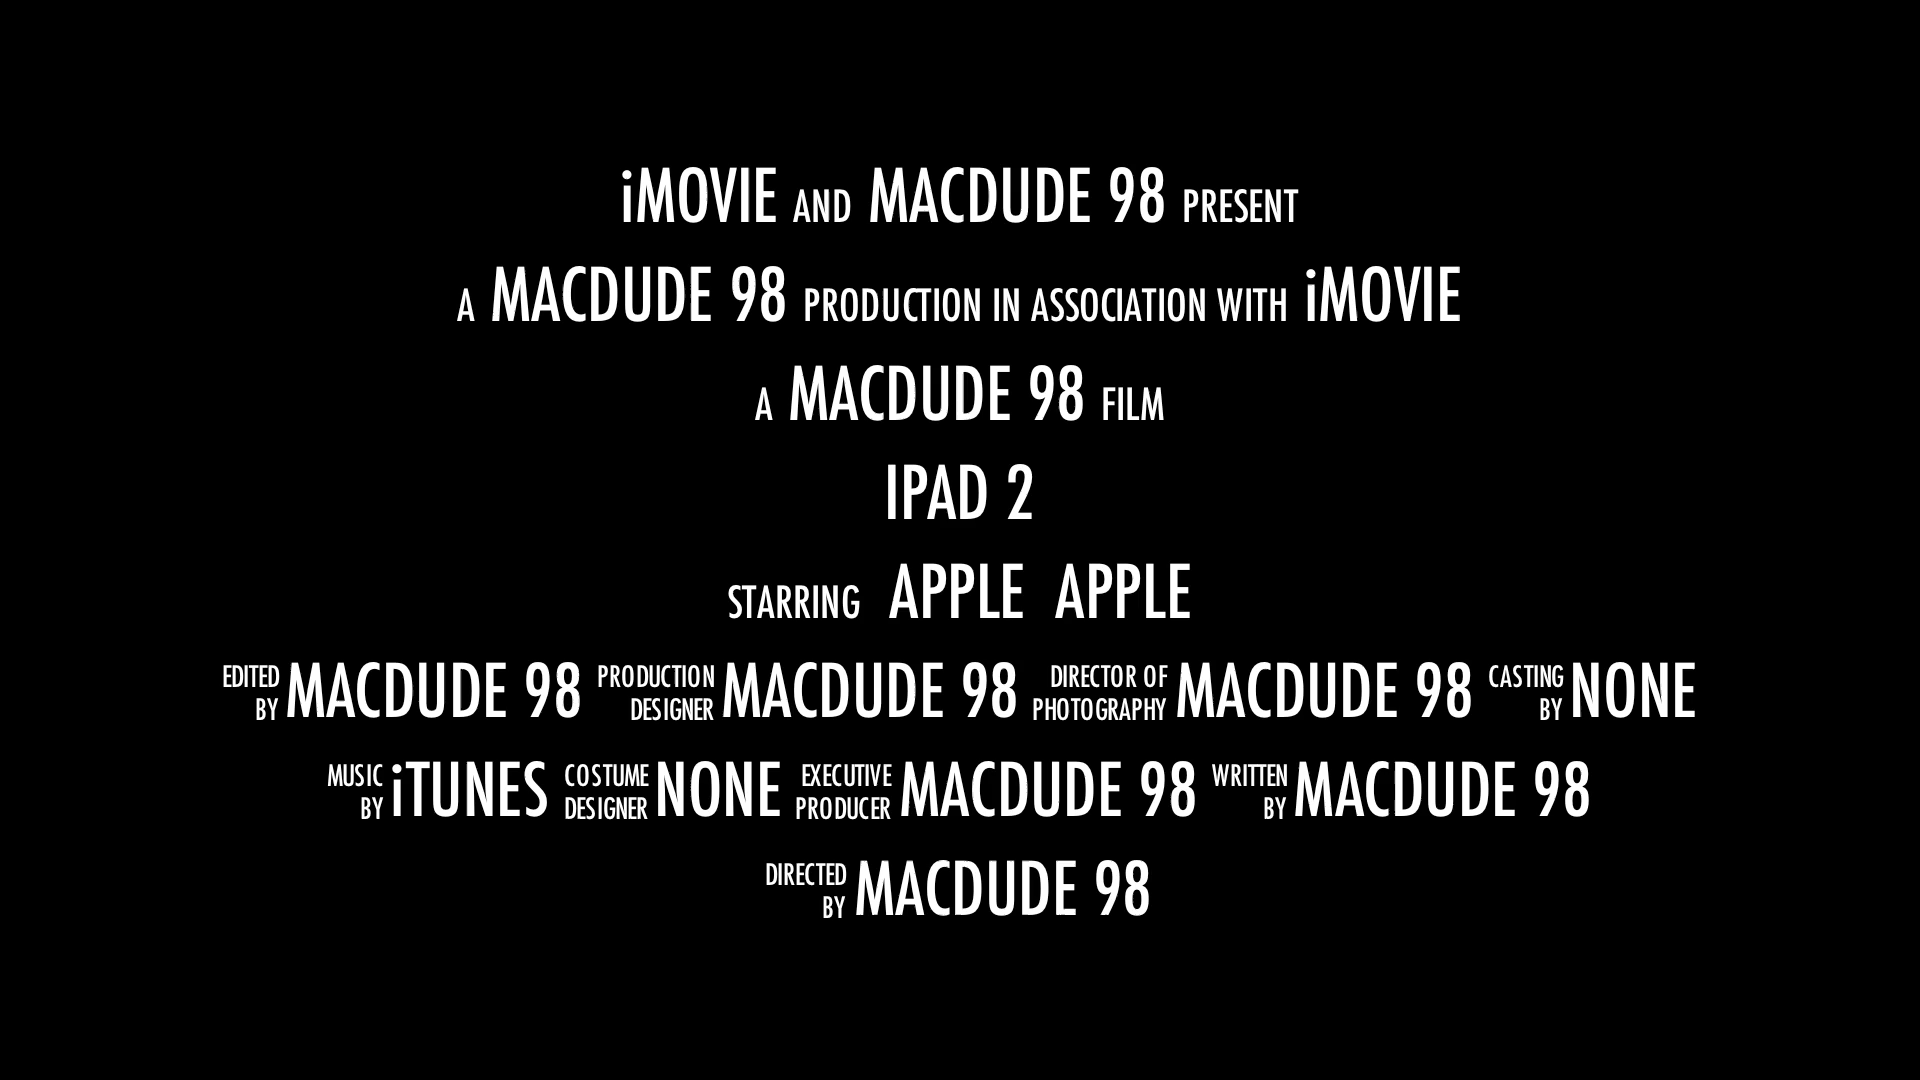 iMOVIE AND MACDUDE 98 PRESENT
A MACDUDE 98 PRODUCTION IN ASSOCIATION WITH iMOVIE
A MACDUDE 98 FILM
IPAD 2
STARRING APPLE APPLE
EDITED BY MACDUDE 98 PRODUCTION DESIGNER MACDUDE 98 DIRECTOR OF PHOTOGRAPHY MACDUDE 98 CASTING BY NONE
MUSIC BY iTUNES COSTUME DESIGNER NONE EXECUTIVE PRODUCER MACDUDE 98 WRITTEN BY MACDUDE 98
DIRECTED BY MACDUDE 98